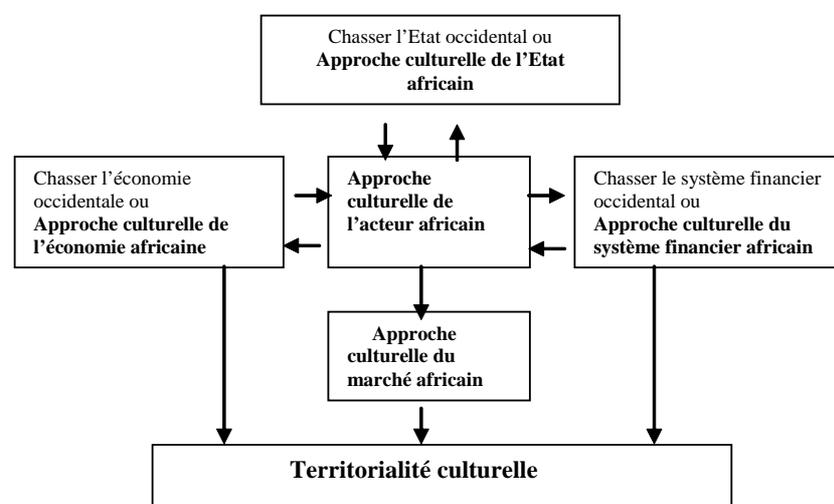 Chasser l’Etat occidental ou
Approche culturelle de l’Etat
africain
Chasser l’économie
occidentale ou
Approche culturelle de
l’économie africaine
Approche
culturelle de
l’acteur africain
Chasser le système financier
occidental ou
Approche culturelle du
système financier africain
Approche
culturelle du
marché africain
Territorialité culturelle